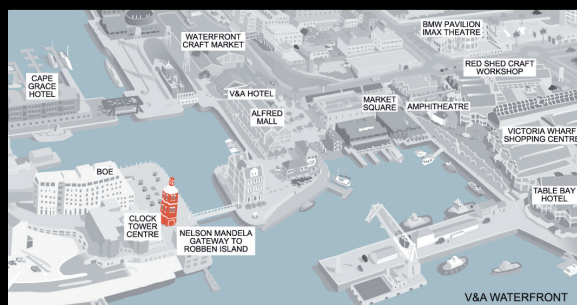 BMW PAVILION
IMAX THEATRE
WATERFRONT
CRAFT MARKET
RED SHED CRAFT
WORKSHOP
CAPE
GRACE
HOTEL
V&A HOTEL
ALFRED
MALL
MARKET
SQUARE
AMPHITHEATRE
VICTORIA WHARF
SHOPPING CENTRE
BOE
TABLE BAY
HOTEL
CLOCK
TOWER
CENTRE
NELSON MANDELA
GATEWAY TO
ROBBEN ISLAND
V&A WATERFRONT